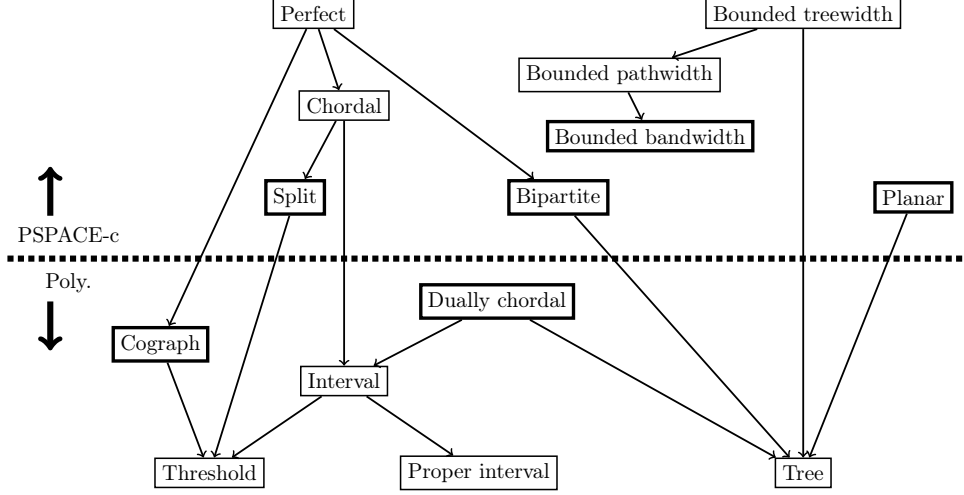 Perfect
Bounded treewidth
Bounded pathwidth
Chordal
Bounded bandwidth
Split
Bipartite
Planar
PSPACE-c
Poly.
Dually chordal
Cograph
Interval
Threshold
Proper interval
Tree